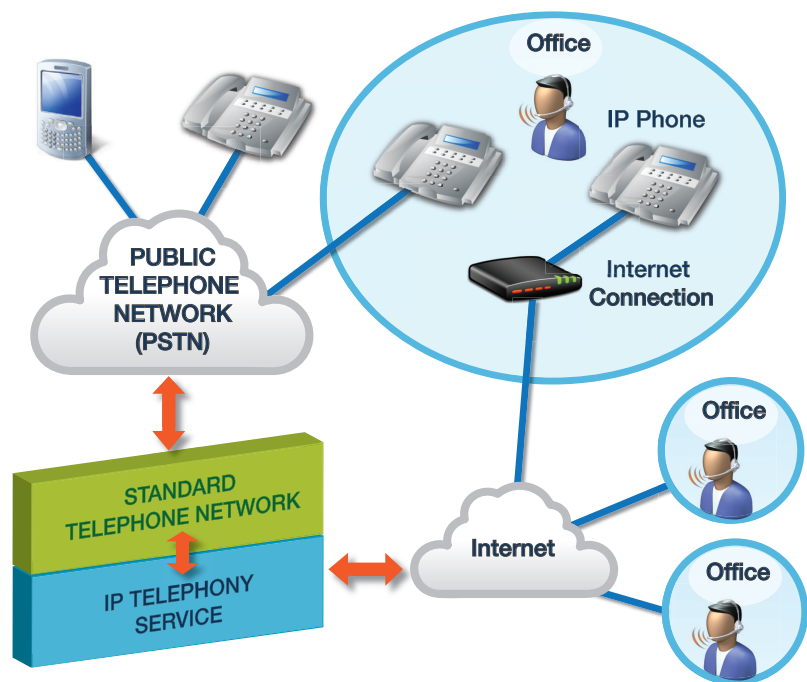 Office
IP Phone
PUBLIC
TELEPHONE
NETWORK
(PSTN)
Internet
Connection
STANDARD
TELEPHONE NETWORK
IP TELEPHONY
SERVICE
Internet
Office
Office